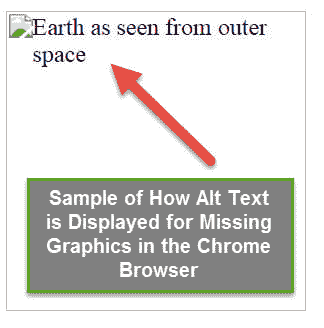 Earth as seen from outer
space
Sample of How Alt Text
is Displayed for Missing
Graphics in the Chrome
Browser